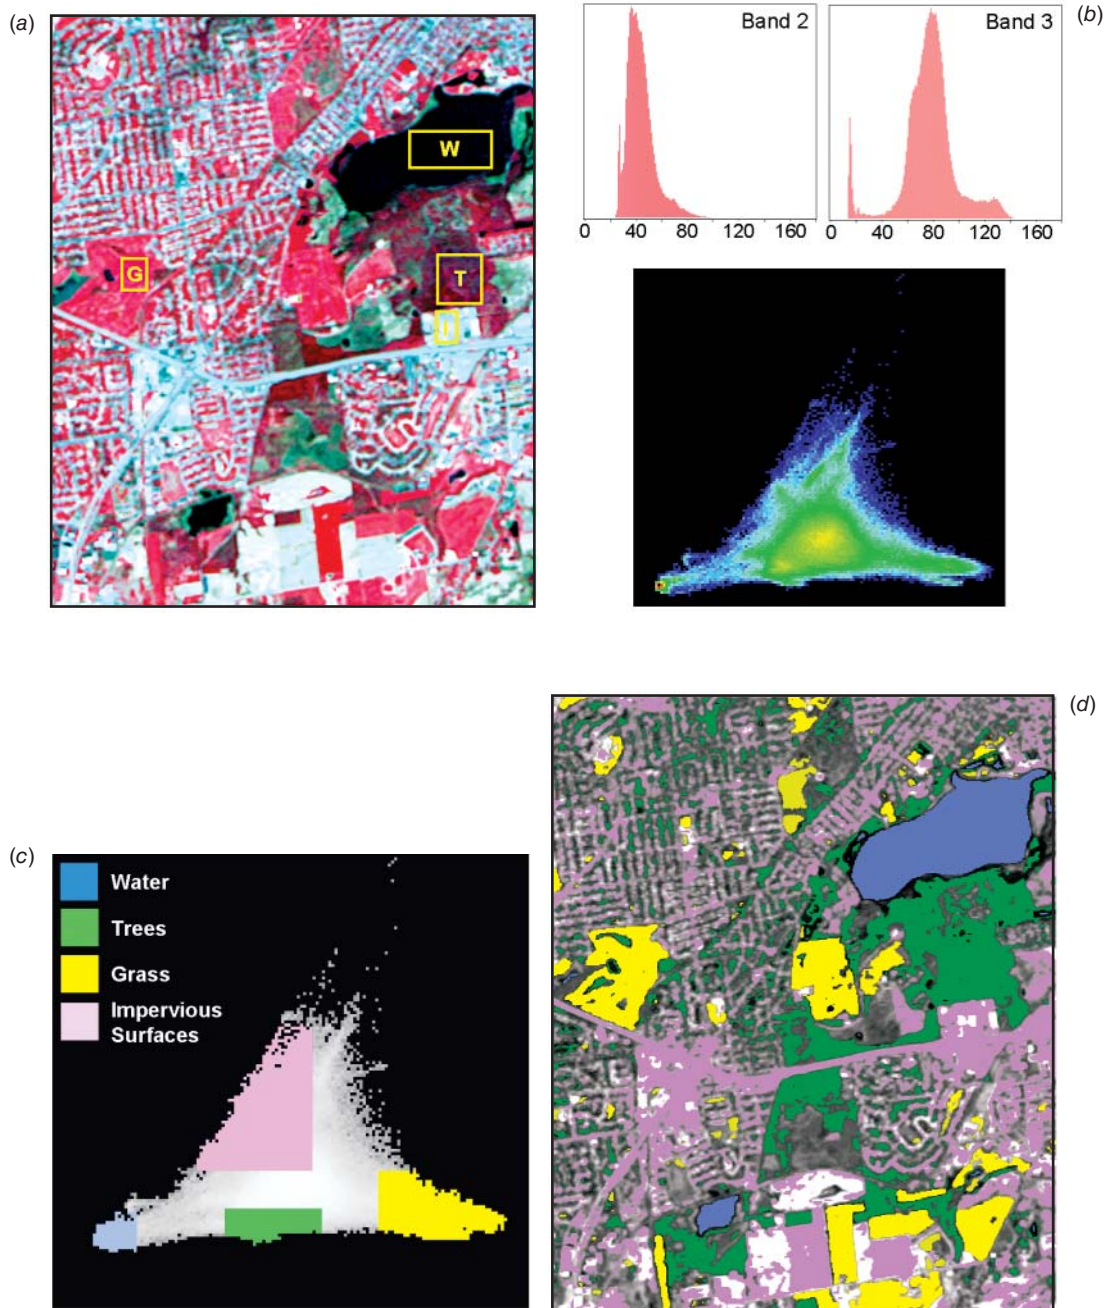 (a)
W
G
T
I
Band 2
Band 3
(b)
0 40 80 120 160
0 40 80 120 160
(c)
Water
Trees
Grass
Impervious
Surfaces
(d)